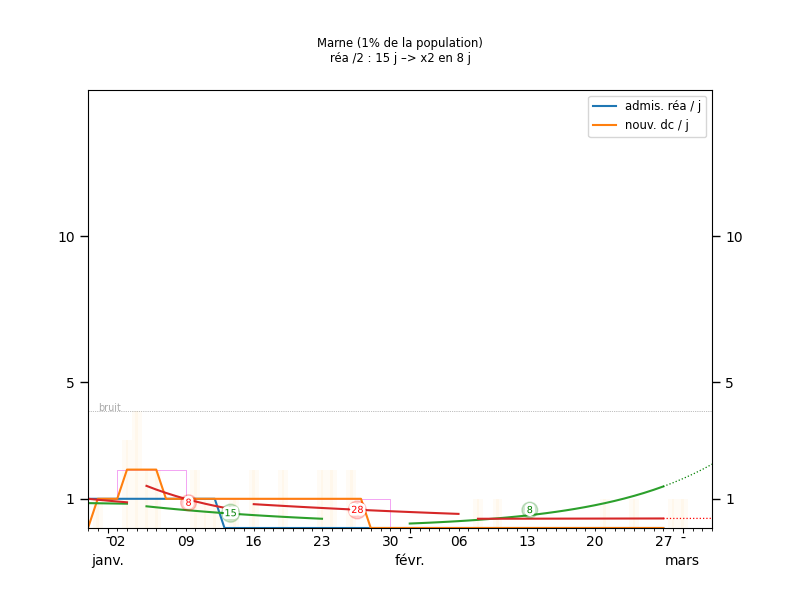 Marne (1% de la population)
réa /2 : 15 j –> x2 en 8 j
admis. réa / j
nouv. dc / j
10 10
5 5
bruit
1 1
8
15
28
8
02 09 16 23 30 06 13 20 27
janv. févr. mars